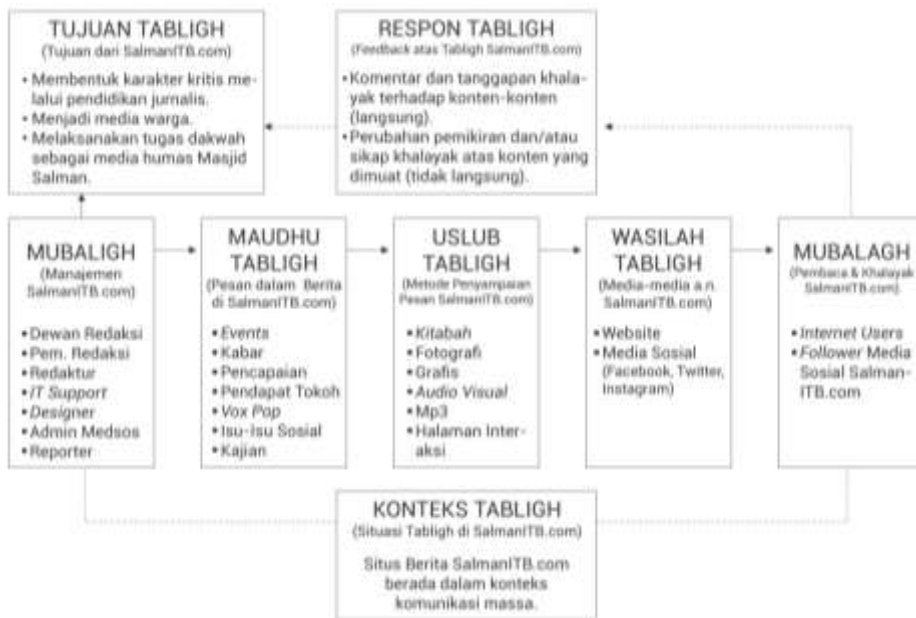 TUJUAN TABLIGH
(Tujuan dari SalmanITB.com)
• Membentuk karakter kritis me-
lalui pendidikan jurnalis.
• Menjadi media warga.
• Melaksanakan tugas dakwah
sebagai media humas Masjid
Salman.
RESPON TABLIGH
(Feedback atas Tabligh SalmanITB.com)
• Komentar dan tanggapan khala-
yak terhadap konten-konten
(langsung).
• Perubahan pemikiran dan/atau
sikap khalayak atas konten yang
dimuat (tidak langsung).
MUBALIGH
(Manajemen
SalmanITB.com)
• Dewan Redaksi
• Pem. Redaksi
• Redaktur
• IT Support
• Designer
• Admin Medsos
• Reporter
MAUDHU
TABLIGH
(Pesan dalam Berita
di SalmanITB.com)
• Events
• Kabar
• Pencapaian
• Pendapat Tokoh
• Vox Pop
• Isu-Isu Sosial
• Kajian
USLUB
TABLIGH
(Metode Penyampaian
Pesan SalmanITB.com)
• Kitabah
• Fotografi
• Grafis
• Audio Visual
• Mp3
• Halaman Inter-
aksi
WASILAH
TABLIGH
(Media-media a.n.
SalmanITB.com)
• Website
• Media Sosial
(Facebook, Twitter,
Instagram)
MUBALAGH
(Pembaca & Khalayak
SalmanITB.com)
• Internet Users
• Follower Media
Sosial Salman-
ITB.com
KONTEKS TABLIGH
(Situasi Tabligh di SalmanITB.com)
Situs Berita SalmanITB.com
berada dalam konteks
komunikasi massa.